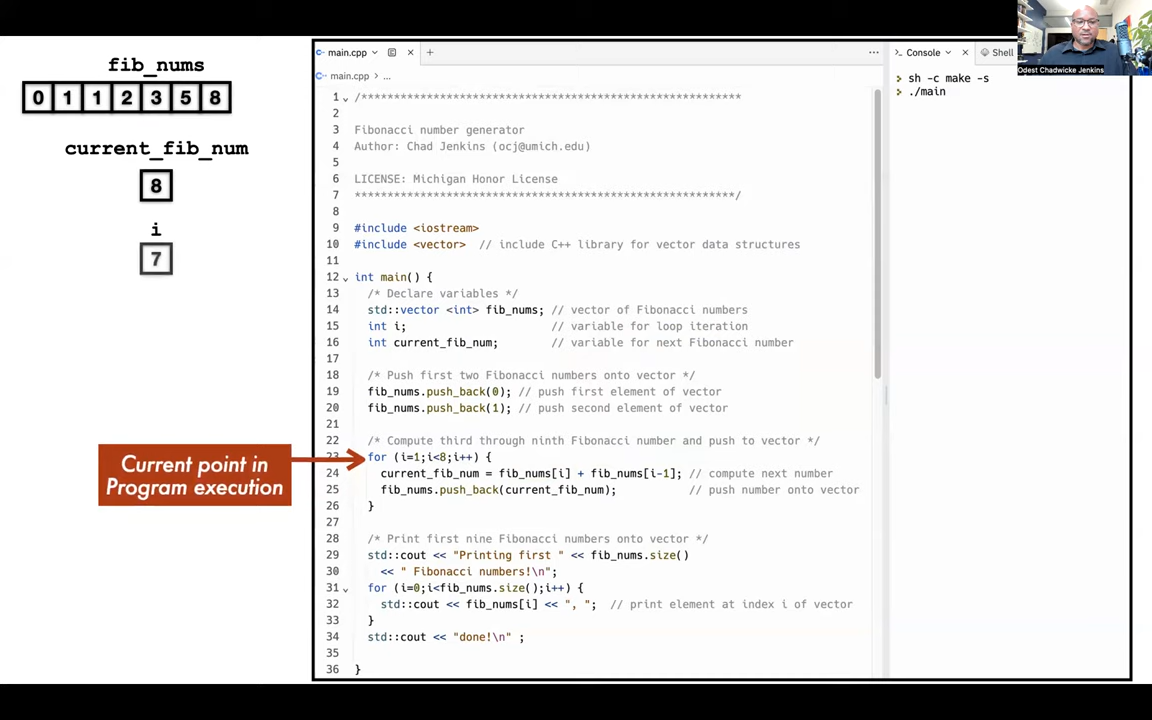 fib_nums
0 1 1 2 3 5 8
current_fib_num
8
i
7
Current point in
Program execution
main.cpp
main.cpp > ...
1 /**********************************************************
2
3 Fibonacci number generator
4 Author: Chad Jenkins (ocj@umich.edu)
5
6 LICENSE: Michigan Honor License
7 **********************************************************/
8
9 #include <iostream>
10 #include <vector>  // include C++ library for vector data structures
11
12 int main() {
13 /* Declare variables */
14 std::vector <int> fib_nums; // vector of Fibonacci numbers
15 int i; // variable for loop iteration
16 int current_fib_num; // variable for next Fibonacci number
17
18 /* Push first two Fibonacci numbers onto vector */
19 fib_nums.push_back(0); // push first element of vector
20 fib_nums.push_back(1); // push second element of vector
21
22 /* Compute third through ninth Fibonacci number and push to vector */
23 for (i=1;i<8;i++) {
24 current_fib_num = fib_nums[i] + fib_nums[i-1]; // compute next number
25 fib_nums.push_back(current_fib_num); // push number onto vector
26 }
27
28 /* Print first nine Fibonacci numbers onto vector */
29 std::cout << "Printing first " << fib_nums.size()
30 << " Fibonacci numbers!\n";
31 for (i=0;i<fib_nums.size();i++) {
32 std::cout << fib_nums[i] << ", "; // print element at index i of vector
33 }
34 std::cout << "done!\n" ;
35
36 }
Console
Shell
sh -c make -s
./main
Odest Chadwicke Jenkins